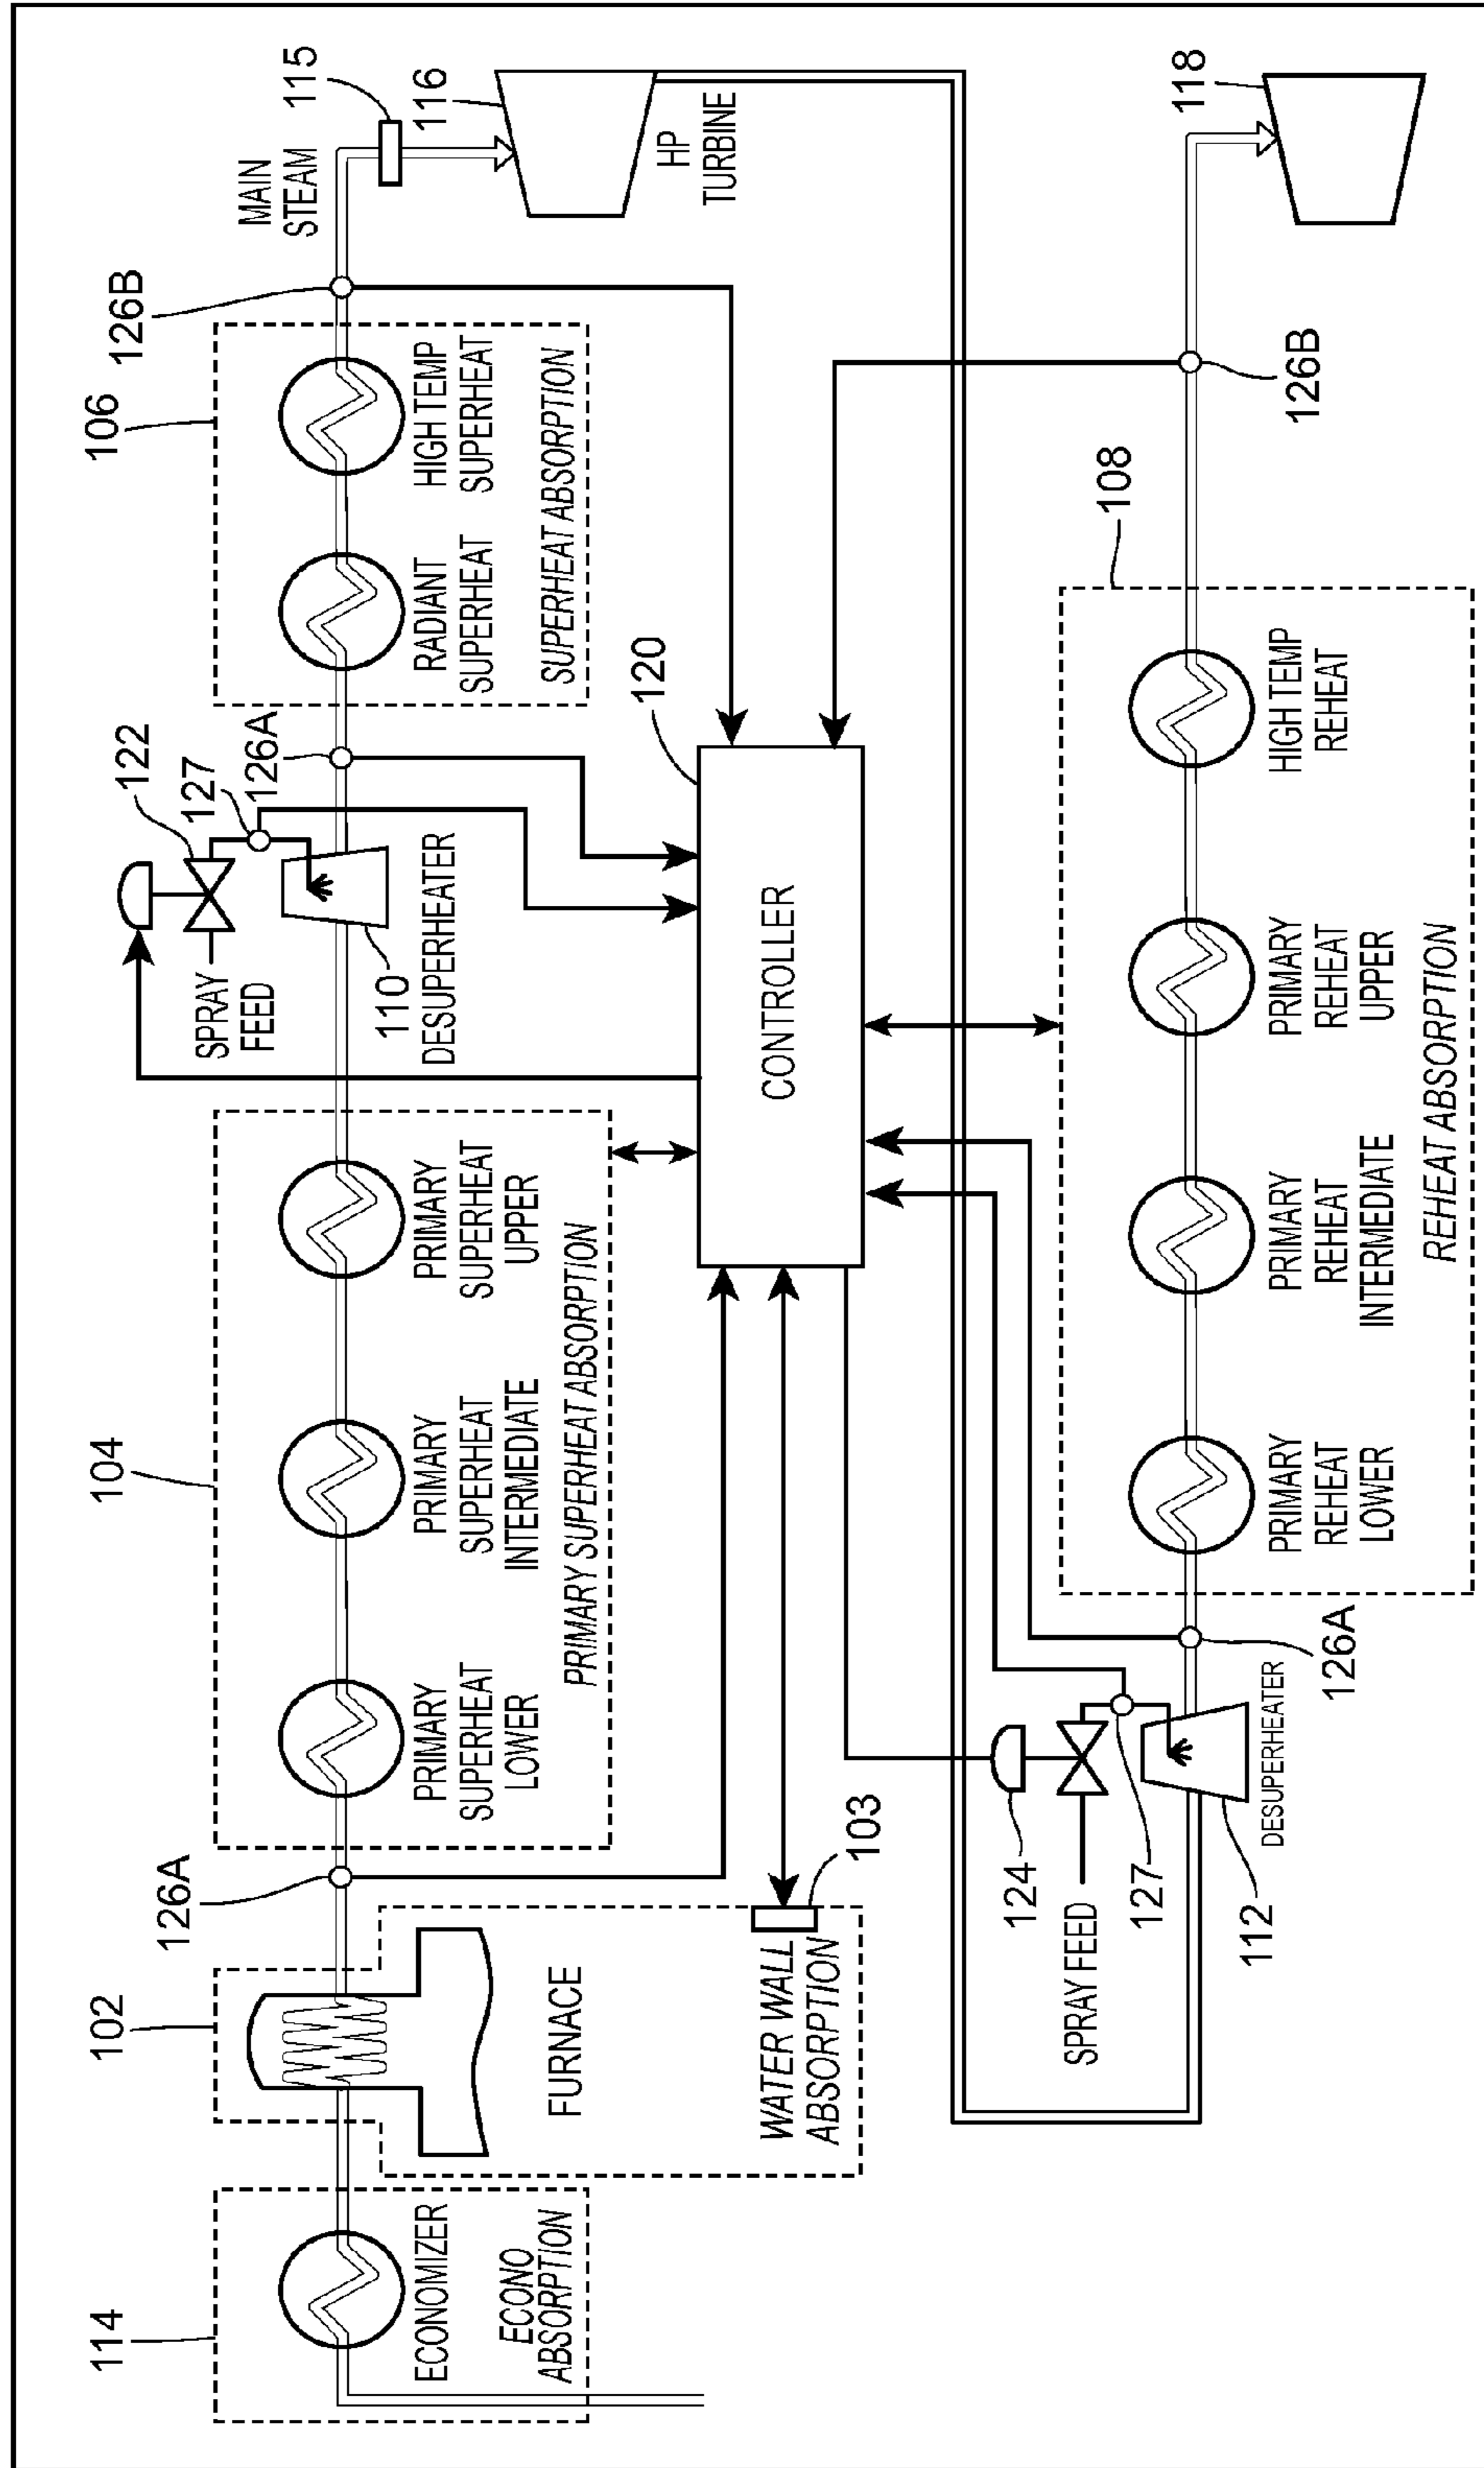 114
102
126A
104
122
127
126A
106
126B
MAIN
STEAM
115
116
HP
TURBINE
ECONOMIZER
ECONO
ABSORPTION
FURNACE
WATER WALL
ABSORPTION
103
PRIMARY
SUPERHEAT
LOWER
PRIMARY
SUPERHEAT
INTERMEDIATE
PRIMARY
SUPERHEAT
UPPER
PRIMARY SUPERHEAT ABSORPTION
SPRAY
FEED
110
DESUPERHEATER
RADIANT
SUPERHEAT
HIGH TEMP
SUPERHEAT
SUPERHEAT ABSORPTION
120
CONTROLLER
124
SPRAY FEED
127
112
DESUPERHEATER
126A
108
PRIMARY
REHEAT
LOWER
PRIMARY
REHEAT
INTERMEDIATE
PRIMARY
REHEAT
UPPER
HIGH TEMP
REHEAT
REHEAT ABSORPTION
126B
118